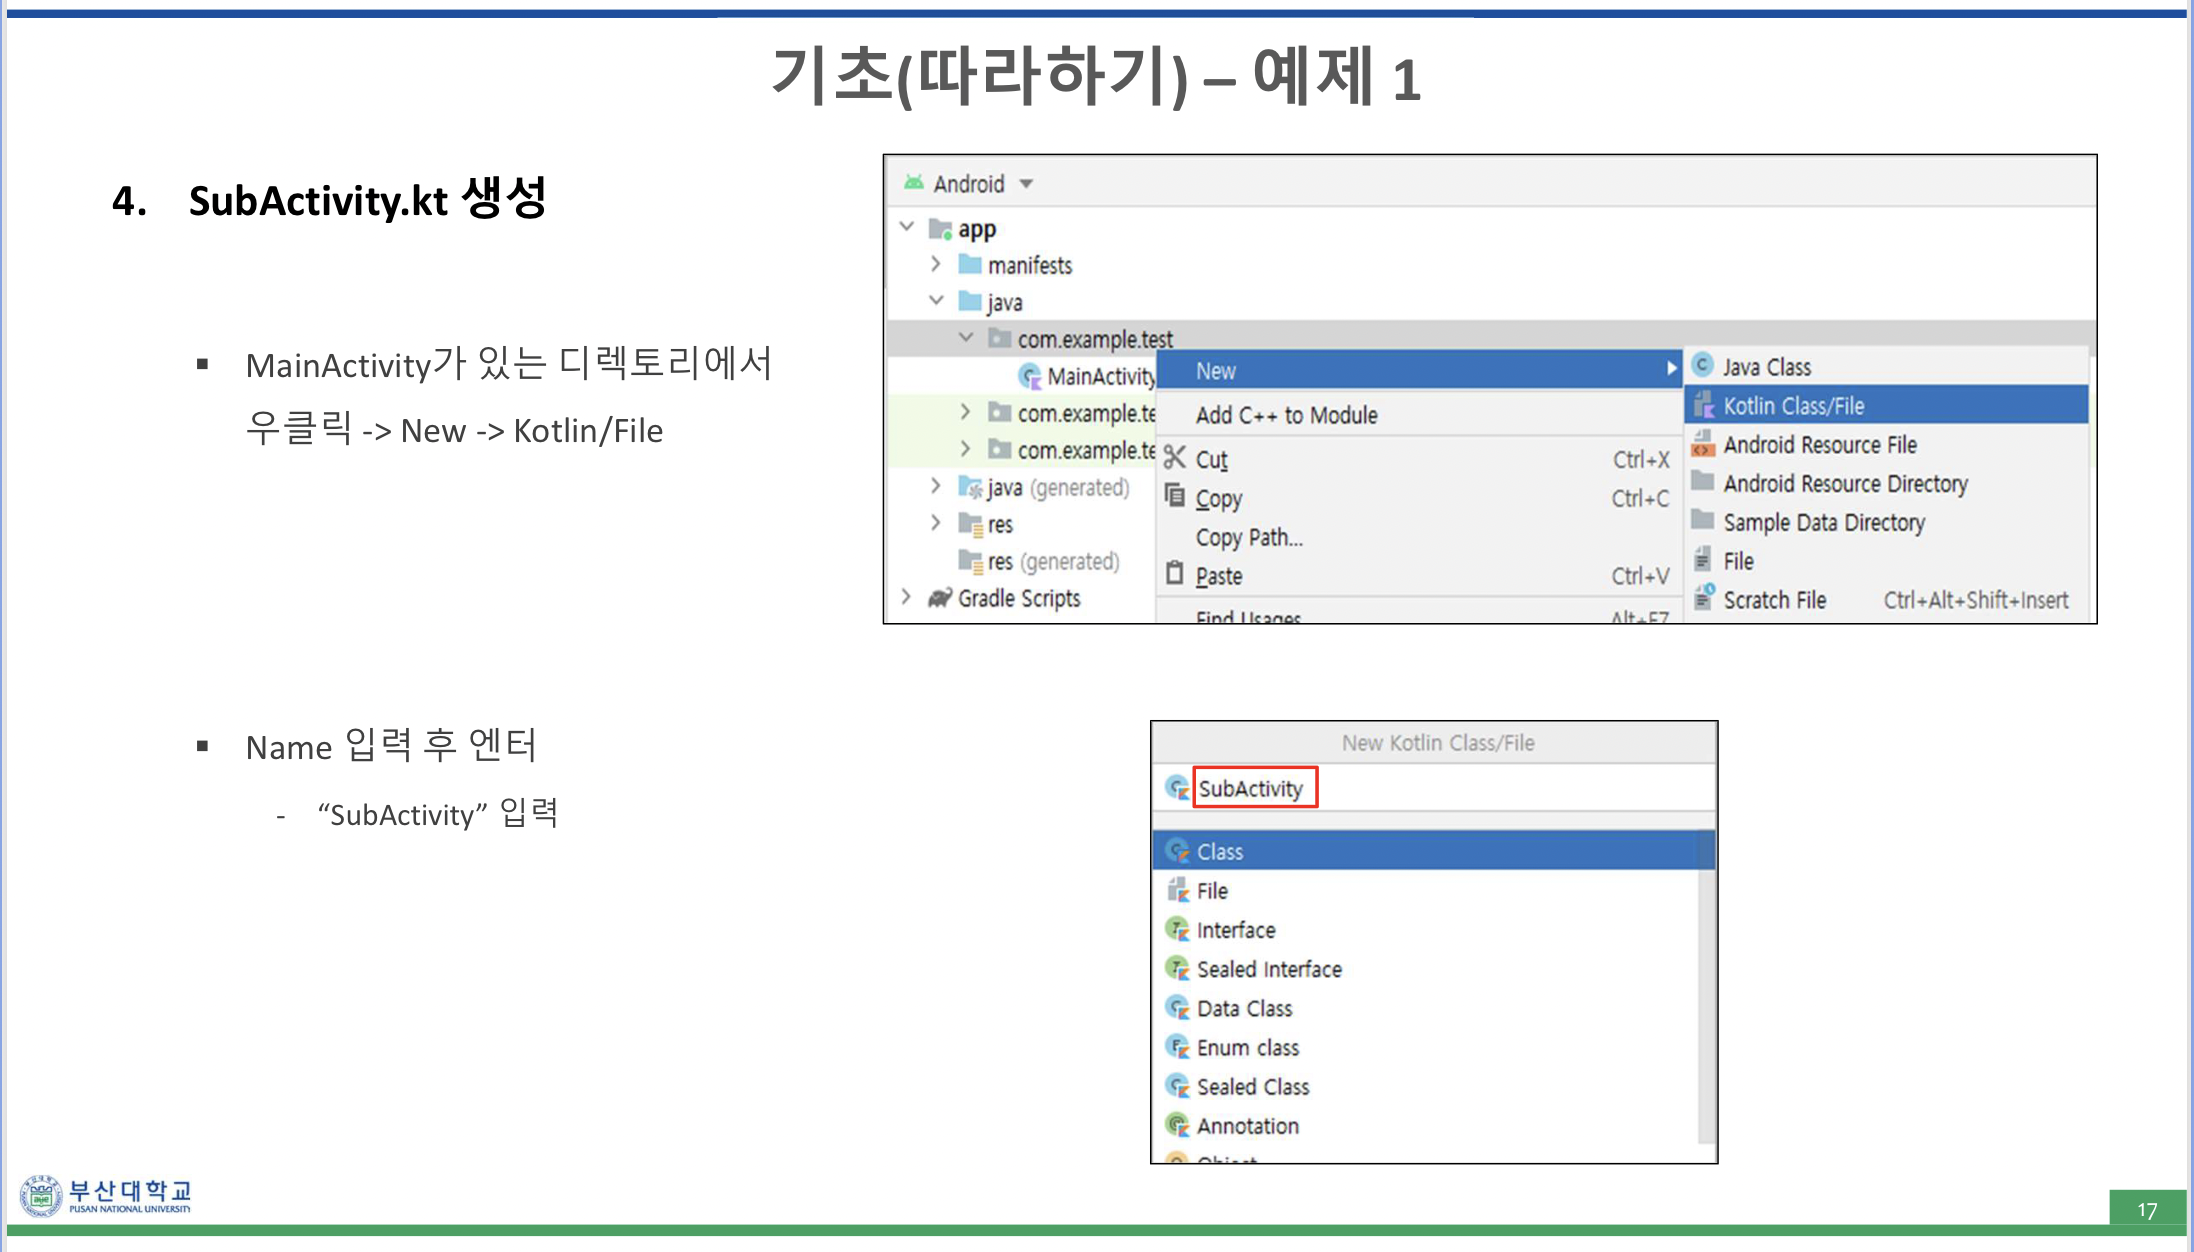 기초(따라하기) – 예제 1
4. SubActivity.kt 생성
▪ MainActivity가 있는 디렉토리에서
우클릭 -> New -> Kotlin/File
Android
app
manifests
java
com.example.test
MainActivity
com.example.te
com.example.te
java (generated)
res
res (generated)
Gradle Scripts
New
Add C++ to Module
Cut Ctrl+X
Copy Ctrl+C
Copy Path...
Paste Ctrl+V
Find Usages Alt+F7
Java Class
Kotlin Class/File
Android Resource File
Android Resource Directory
Sample Data Directory
File
Scratch File Ctrl+Alt+Shift+Insert
▪ Name 입력 후 엔터
- “SubActivity” 입력
New Kotlin Class/File
SubActivity
Class
File
Interface
Sealed Interface
Data Class
Enum class
Sealed Class
Annotation
Object
부산대학교
PUSAN NATIONAL UNIVERSITY
17